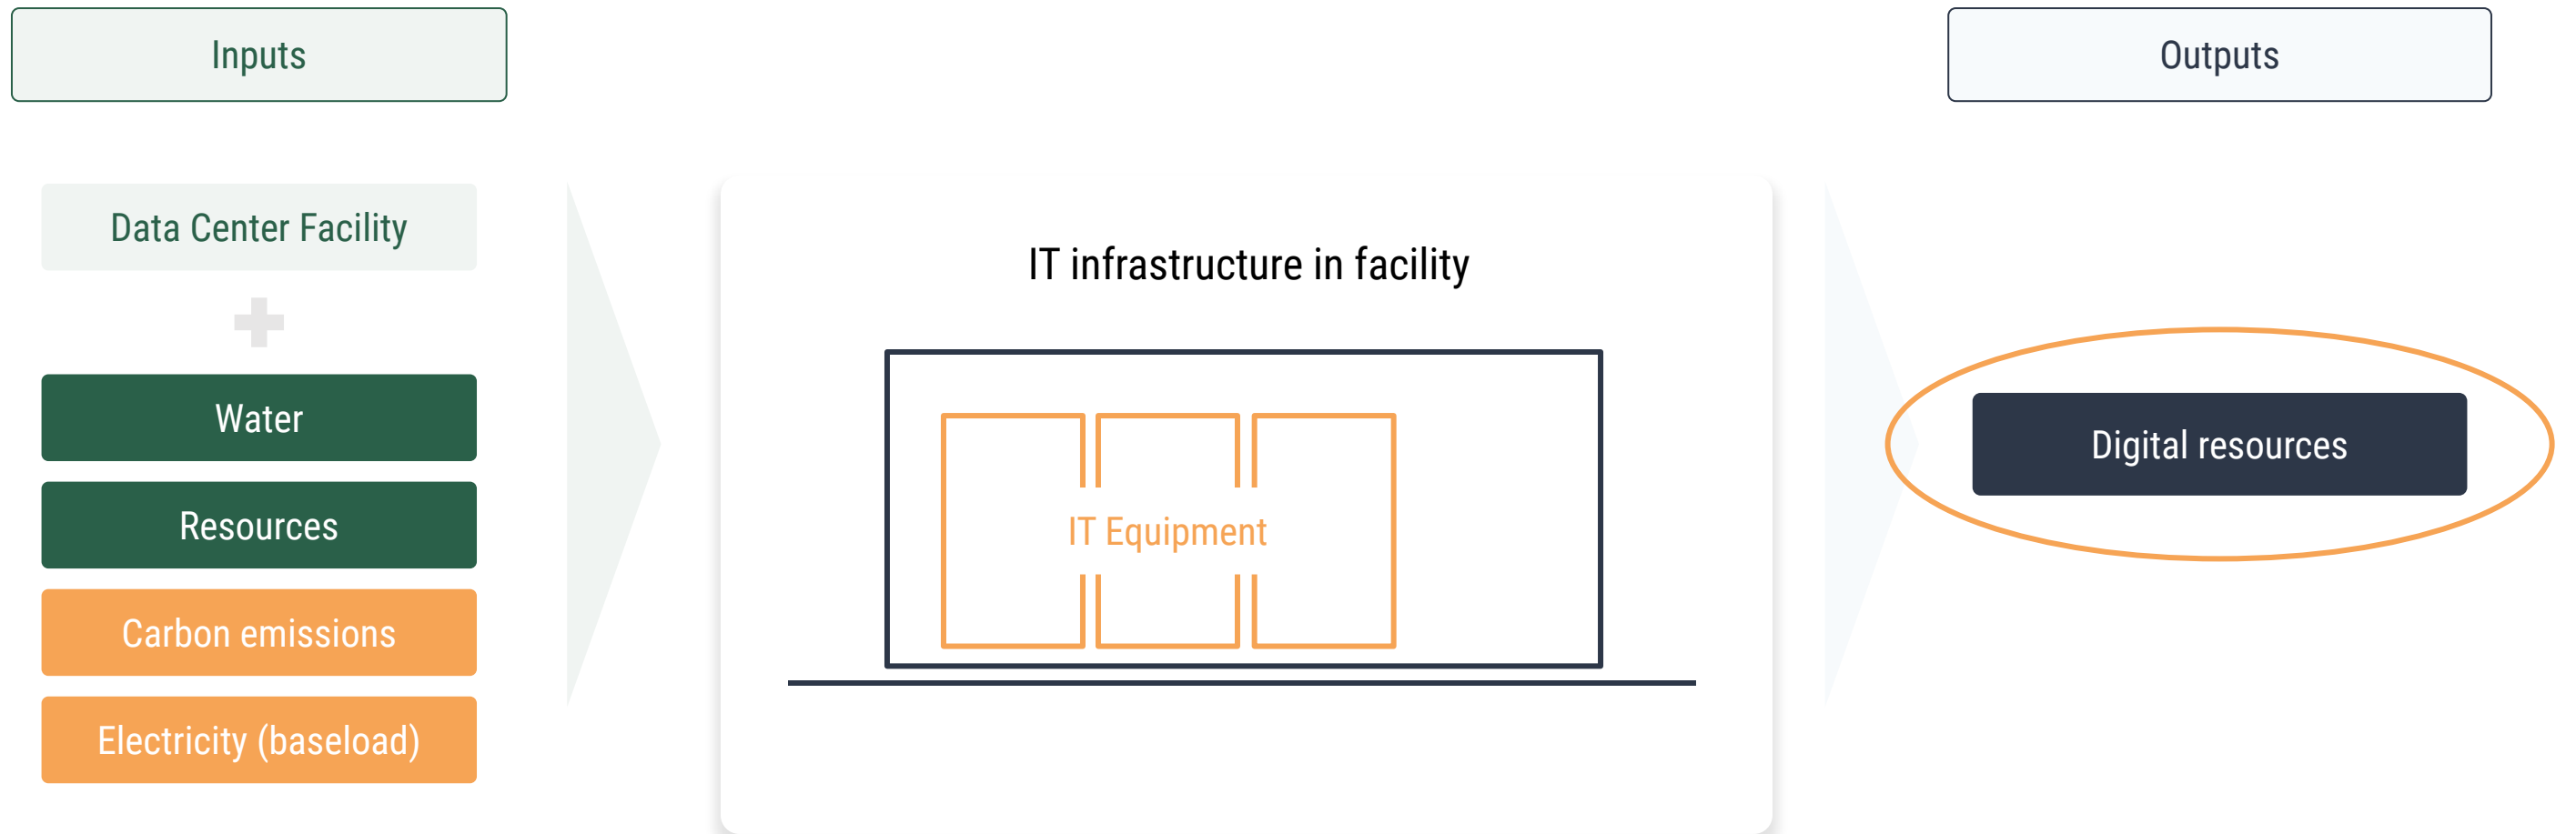 Inputs
Outputs
Data Center Facility
Water
Resources
Carbon emissions
Electricity (baseload)
IT infrastructure in facility
IT Equipment
Digital resources